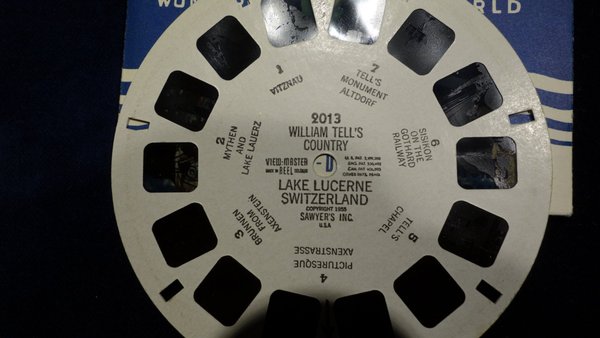 WORLD
1
VITZNAU
7
TELL'S
MONUMENT
ALTDORF
2013
WILLIAM TELL'S
COUNTRY
VIEW-MASTER
REEL
LAKE LUCERNE
SWITZERLAND
COPYRIGHT 1955
SAWYER'S INC.
U.S.A
2
MYTHEN
AND
LAKE LAUERZ
6
SISIKON
ON THE
GOTHARD
RAILWAY
3
BRUNNEN
FROM
AXENSTEIN
5
TELL'S
CHAPEL
4
PICTURESQUE
AXENSTRASSE